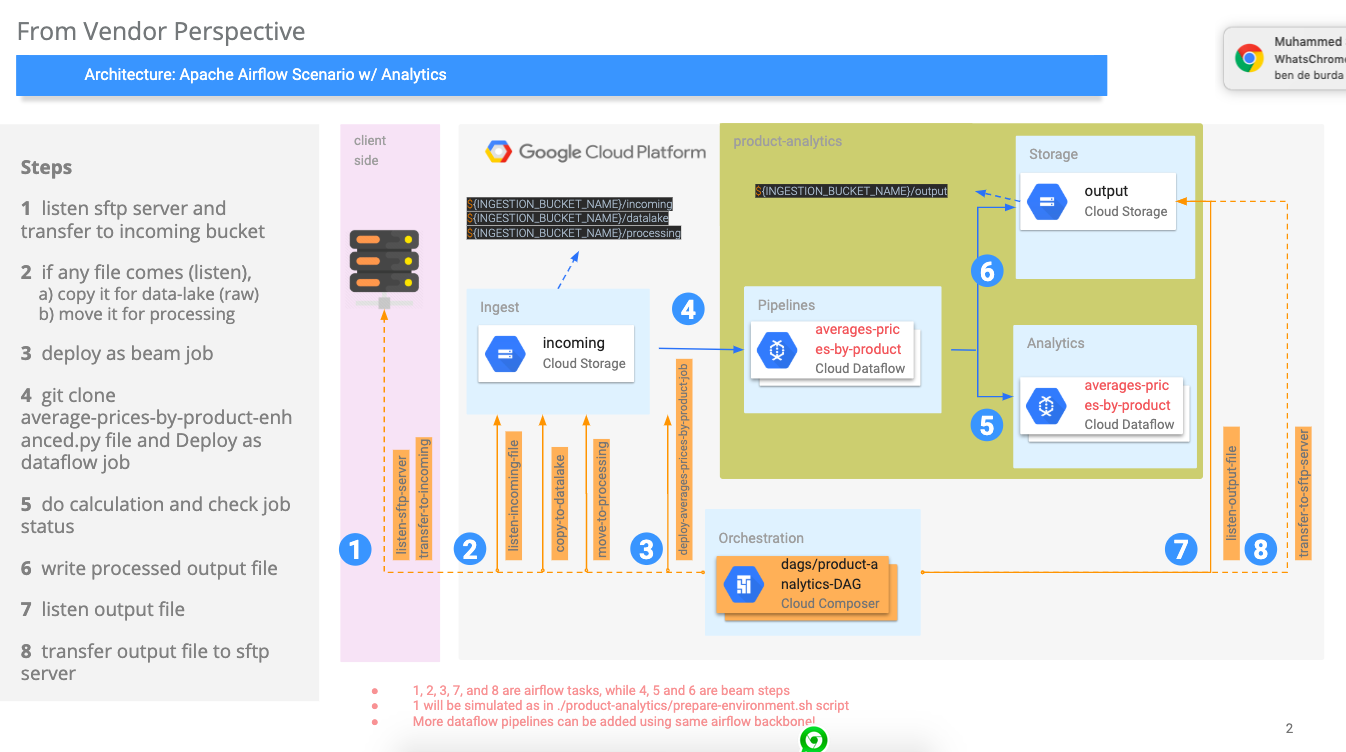 From Vendor Perspective
Architecture: Apache Airflow Scenario w/ Analytics
Muhammed
WhatsChrome
ben de burda
Steps
1 listen sftp server and
transfer to incoming bucket
2 if any file comes (listen),
a) copy it for data-lake (raw)
b) move it for processing
3 deploy as beam job
4 git clone
average-prices-by-product-enh
anced.py file and Deploy as
dataflow job
5 do calculation and check job
status
6 write processed output file
7 listen output file
8 transfer output file to sftp
server
client
side
Google Cloud Platform
${INGESTION_BUCKET_NAME}/incoming
${INGESTION_BUCKET_NAME}/datalake
${INGESTION_BUCKET_NAME}/processing
Ingest
incoming
Cloud Storage
product-analytics
${INGESTION_BUCKET_NAME}/output
Storage
output
Cloud Storage
Pipelines
averages-pric
es-by-product
Cloud Dataflow
Analytics
averages-pric
es-by-product
Cloud Dataflow
4
6
5
1
listen-sftp-server
transfer-to-incoming
2
listen-incoming-file
copy-to-datalake
move-to-processing
3
deploy-averages-prices-by-product-job
Orchestration
dags/product-a
nalytics-DAG
Cloud Composer
7
listen-output-file
8
transfer-to-sftp-server
● 1, 2, 3, 7, and 8 are airflow tasks, while 4, 5 and 6 are beam steps
● 1 will be simulated as in ./product-analytics/prepare-environment.sh script
● More dataflow pipelines can be added using same airflow backbone!
2